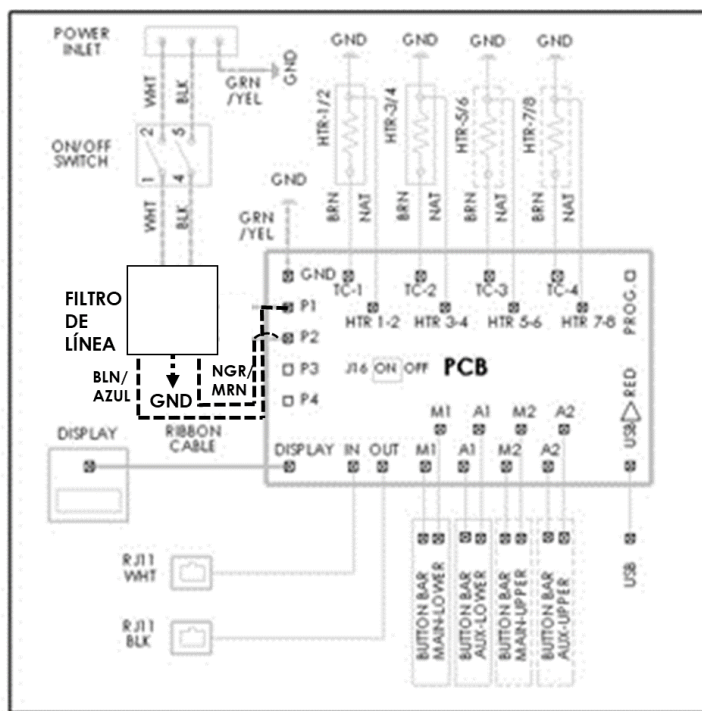 POWER
INLET
GND
GND
GND
GND
GRN
/YEL
GND
WHT
BLK
HTR-1/2
HTR-3/4
HTR-5/6
HTR-7/8
ON/OFF
SWITCH
2
5
1
4
WHT
BLK
GND
GRN
/YEL
BRN
NAT
BRN
NAT
BRN
NAT
BRN
NAT
FILTRO
DE
LÍNEA
GND
TC-1
TC-2
TC-3
TC-4
PROG.
P1
HTR 1-2
HTR 3-4
HTR 5-6
HTR 7-8
P2
P3
J16 ON OFF
PCB
P4
BLN/
AZUL
GND
NGR/
MRN
USB
RED
M1
A1
M2
A2
DISPLAY
RIBBON
CABLE
DISPLAY
IN
OUT
M1
A1
M2
A2
RJ11
WHT
RJ11
BLK
BUTTON BAR
MAIN-LOWER
BUTTON BAR
AUX-LOWER
BUTTON BAR
MAIN-UPPER
BUTTON BAR
AUX-UPPER
USB